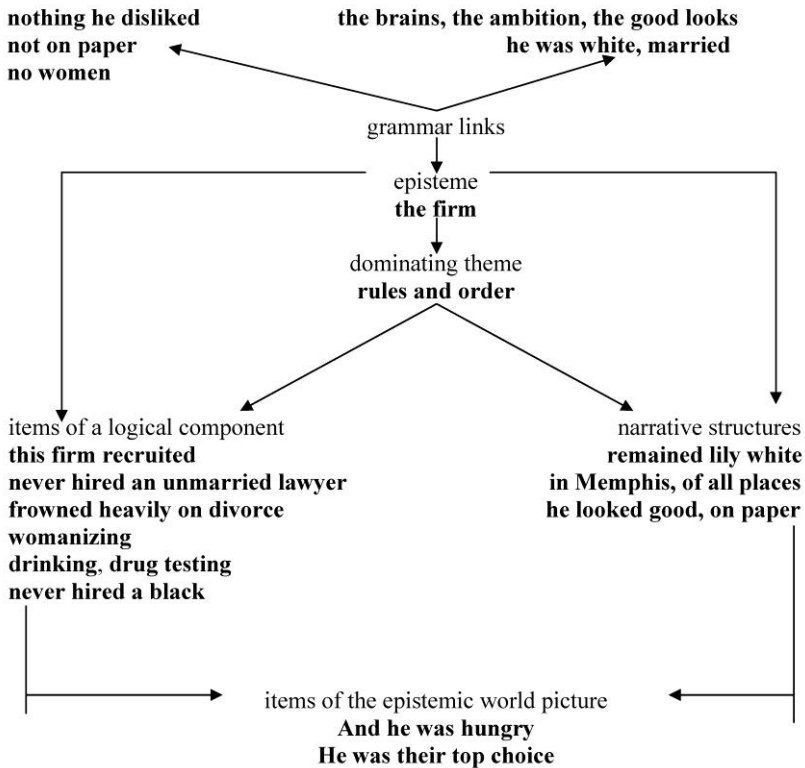 nothing he disliked
not on paper
no women
the brains, the ambition, the good looks
he was white, married
grammar links
episteme
the firm
dominating theme
rules and order
items of a logical component
this firm recruited
never hired an unmarried lawyer
frowned heavily on divorce
womanizing
drinking, drug testing
never hired a black
narrative structures
remained lily white
in Memphis, of all places
he looked good, on paper
items of the epistemic world picture
And he was hungry
He was their top choice